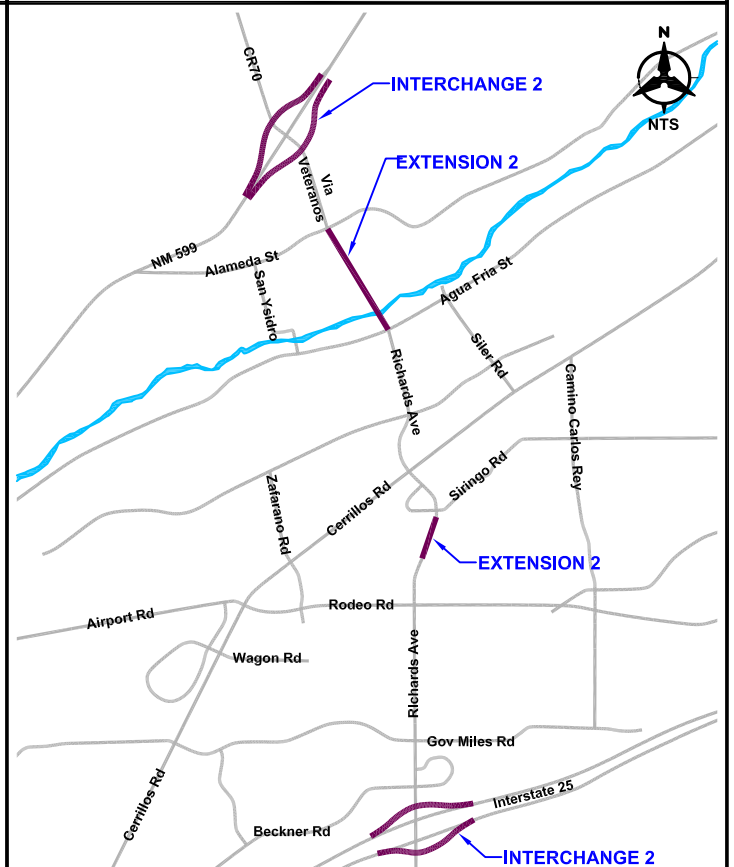 N
NTS
CR70
INTERCHANGE 2
EXTENSION 2
Via
Veteranos
NM 599
Alameda St
San Ysidro
Agua Fria St
Siler Rd
Richards Ave
Camino Carlos Rey
Zafarano Rd
Cerrillos Rd
Siringo Rd
EXTENSION 2
Airport Rd
Rodeo Rd
Wagon Rd
Richards Ave
Gov Miles Rd
Cerrillos Rd
Interstate 25
Beckner Rd
INTERCHANGE 2